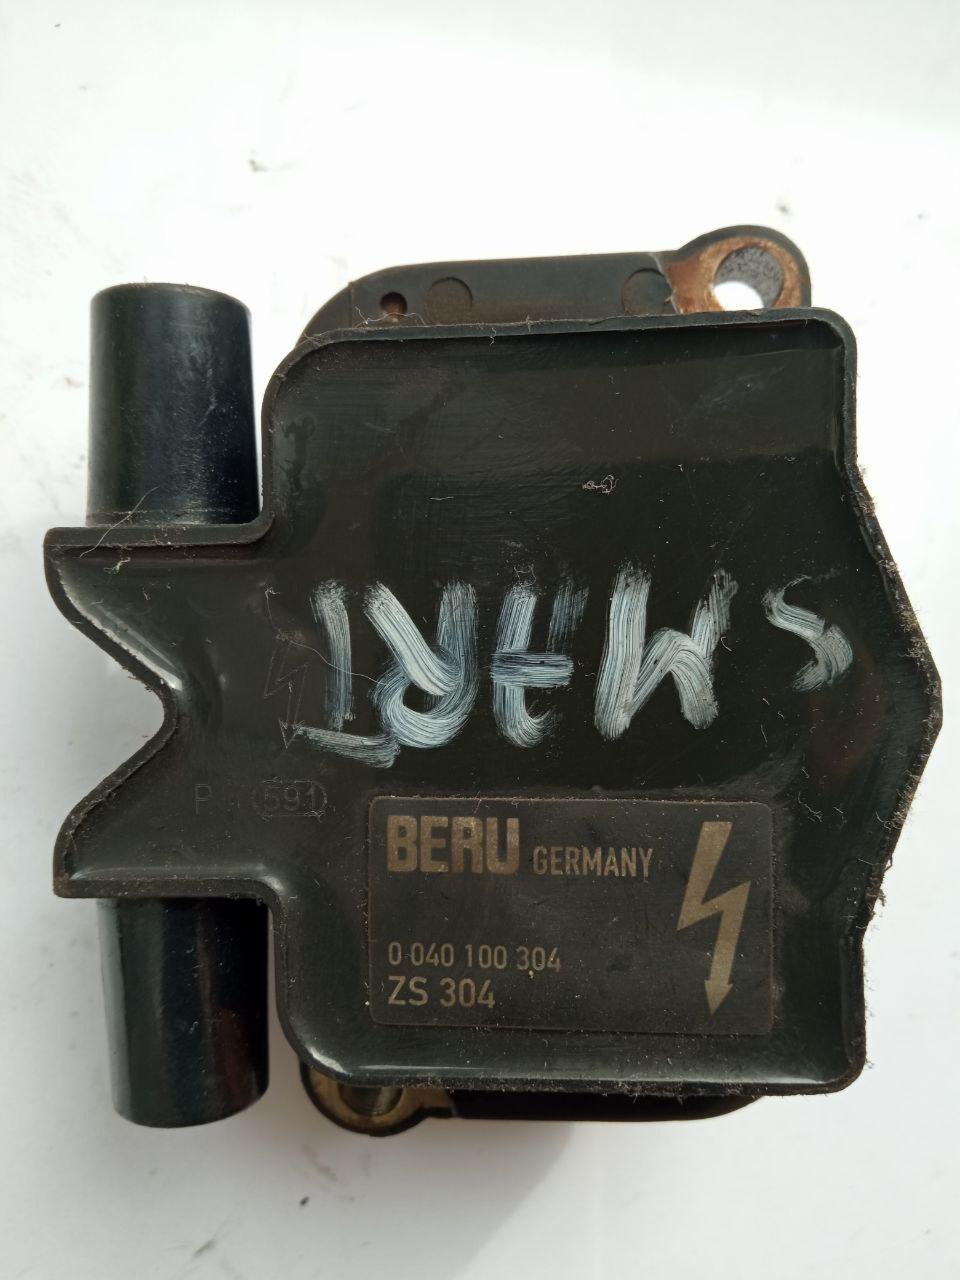 SMART
P 591
BERU GERMANY
0 040 100 304
ZS 304